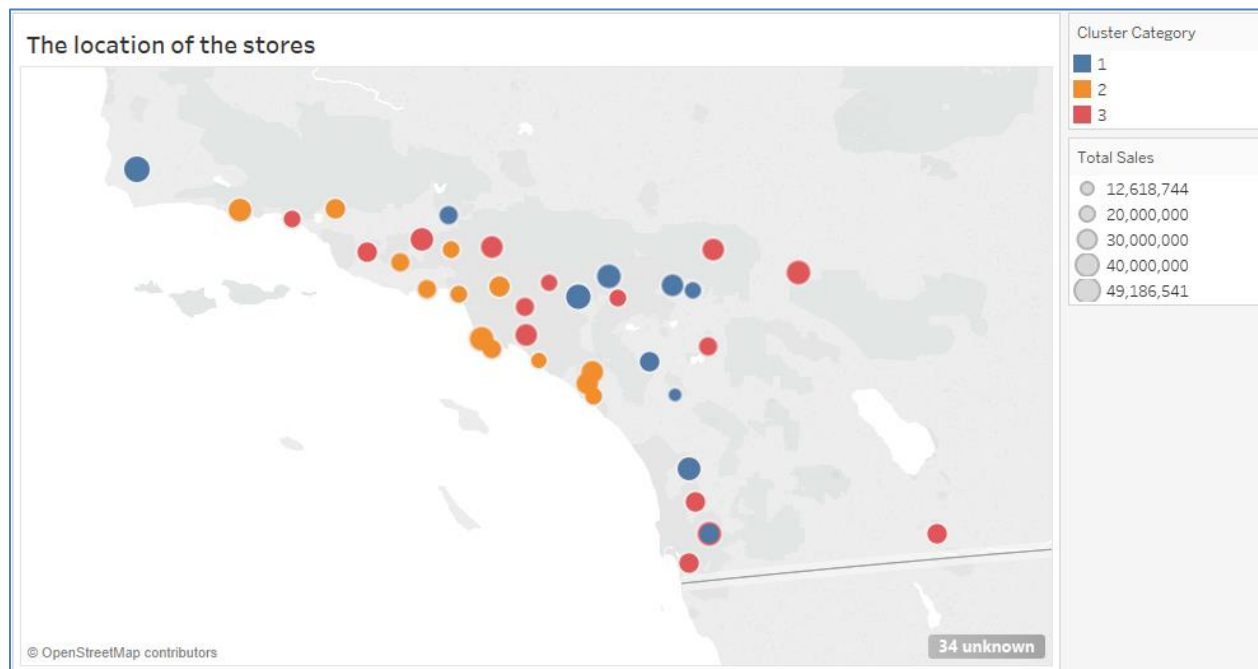 The location of the stores
Cluster Category
1
2
3
Total Sales
12,618,744
20,000,000
30,000,000
40,000,000
49,186,541
© OpenStreetMap contributors
34 unknown